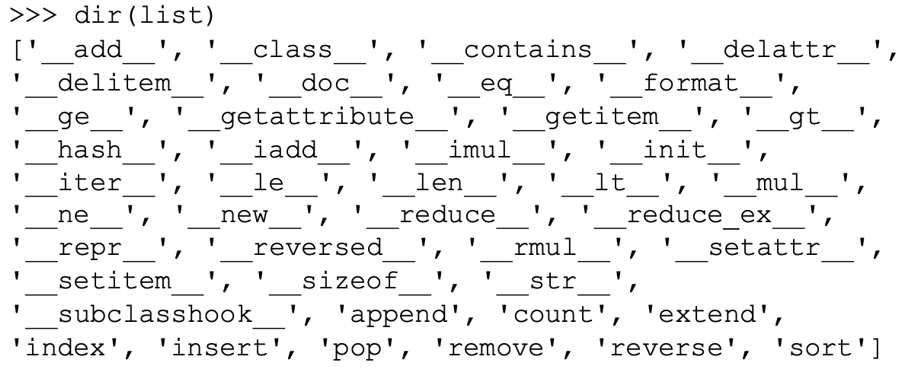 >>> dir(list)
['__add__', '__class__', '__contains__', '__delattr__',
'__delitem__', '__doc__', '__eq__', '__format__',
'__ge__', '__getattribute__', '__getitem__', '__gt__',
'__hash__', '__iadd__', '__imul__', '__init__',
'__iter__', '__le__', '__len__', '__lt__', '__mul__',
'__ne__', '__new__', '__reduce__', '__reduce_ex__',
'__repr__', '__reversed__', '__rmul__', '__setattr__',
'__setitem__', '__sizeof__', '__str__',
'__subclasshook__', 'append', 'count', 'extend',
'index', 'insert', 'pop', 'remove', 'reverse', 'sort']